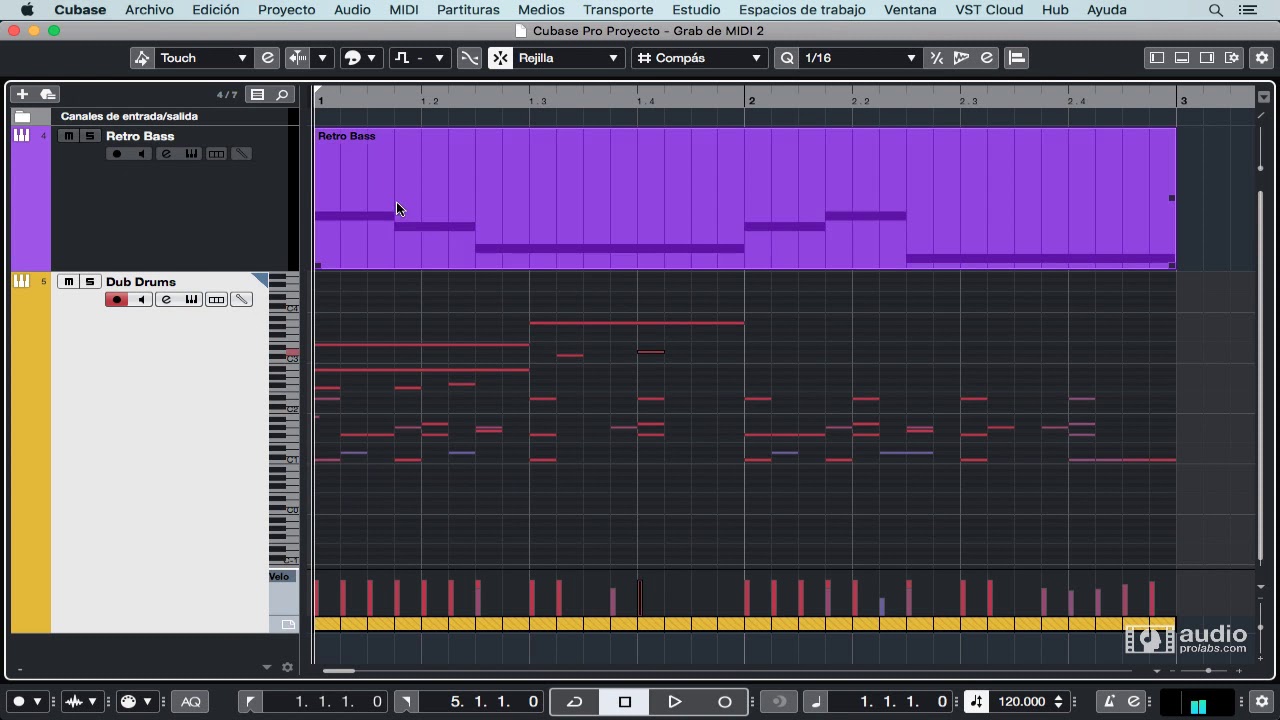 Cubase Archivo Edición Proyecto Audio MIDI Partituras Medios Transporte Estudio Espacios de trabajo Ventana VST Cloud Hub Ayuda
Cubase Pro Proyecto - Grab de MIDI 2
Touch e - Rejilla # Compás Q 1/16 e
4 / 7 1 1.2 1.3 1.4 2 2.2 2.3 2.4 3
Canales de entrada/salida
4 m S Retro Bass Retro Bass
e
5 m S Dub Drums
e
C4
C3
C2
C1
C0
C-1
Velo
audio
prolabs.com
AQ 1. 1. 1. 0 5. 1. 1. 0 1. 1. 1. 0 120.000 e